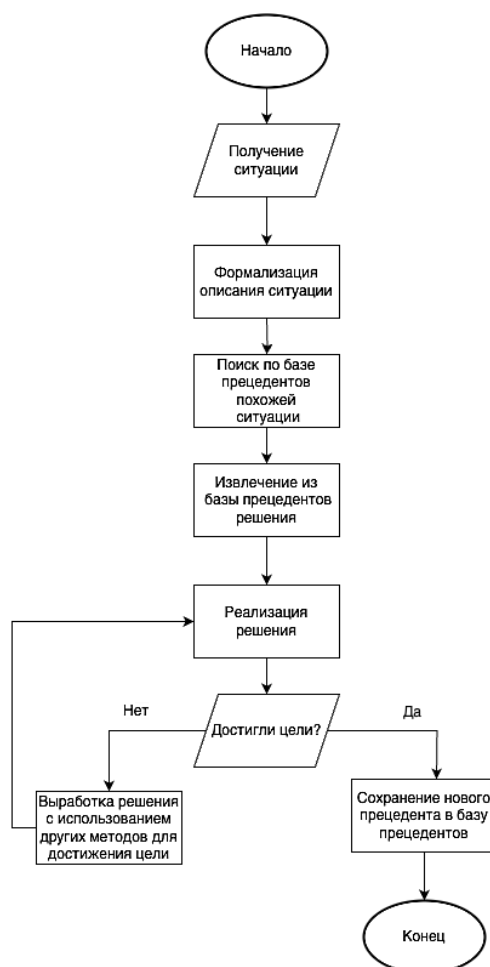 Начало
Получение
ситуации
Формализация
описания ситуации
Поиск по базе
прецедентов
похожей
ситуации
Извлечение из
базы прецедентов
решения
Реализация
решения
Достигли цели?
Нет
Да
Выработка решения
с использованием
других методов для
достижения цели
Сохранение нового
прецедента в базу
прецедентов
Конец